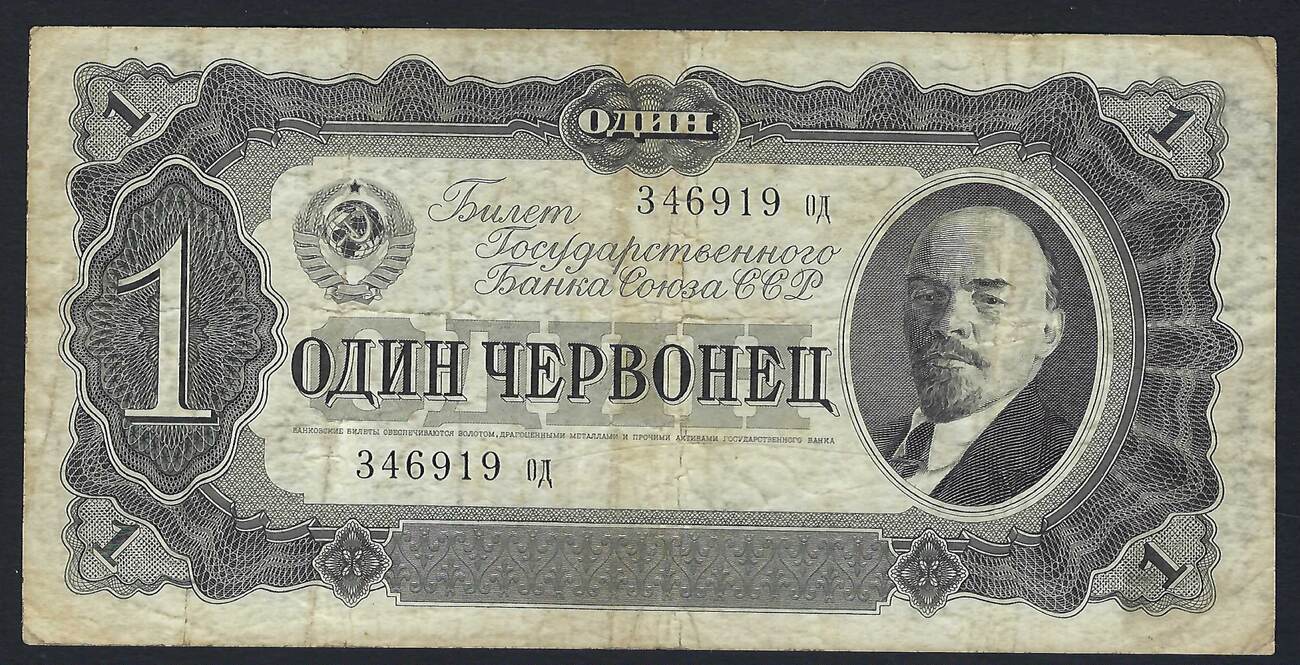 1 1
ОДИН
346919 ОД
Билет
Государственного
Банка Союза ССР
1
ОДИН
ОДИН ЧЕРВОНЕЦ
БАНКОВСКИЕ БИЛЕТЫ ОБЕСПЕЧИВАЮТСЯ ЗОЛОТОМ, ДРАГОЦЕННЫМИ МЕТАЛЛАМИ И ПРОЧИМИ АКТИВАМИ ГОСУДАРСТВЕННОГО БАНКА
346919 ОД
1 1